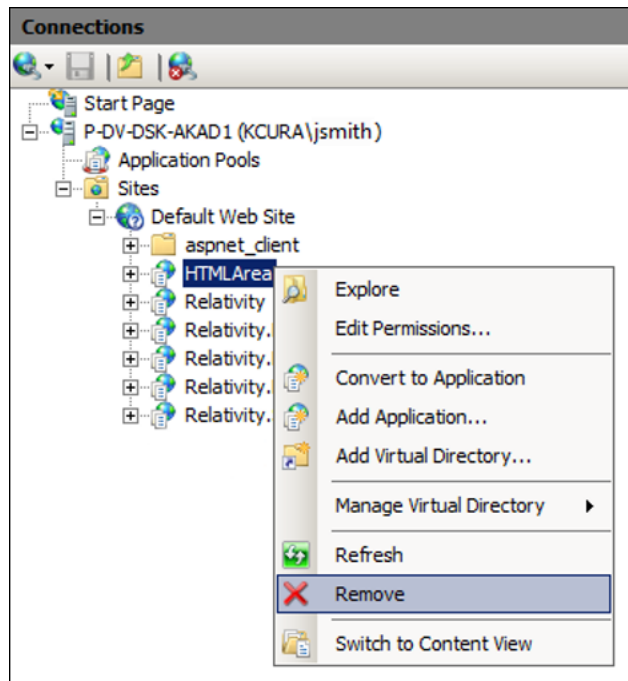 Connections
Start Page
P-DV-DSK-AKAD1 (KCURA\jsmith)
Application Pools
Sites
Default Web Site
aspnet_client
HTMLArea
Relativity
Relativity.
Relativity.
Relativity.
Relativity.
Explore
Edit Permissions...
Convert to Application
Add Application...
Add Virtual Directory...
Manage Virtual Directory
Refresh
Remove
Switch to Content View